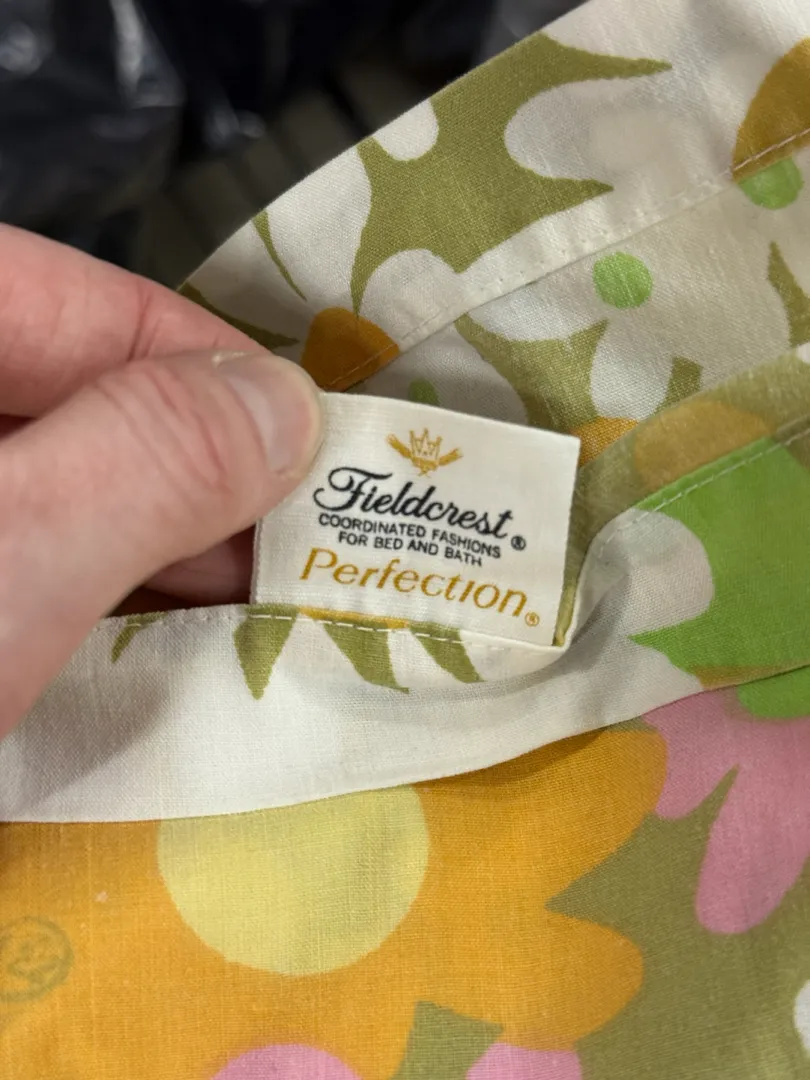 Fieldcrest®
COORDINATED FASHIONS
FOR BED AND BATH
Perfection®